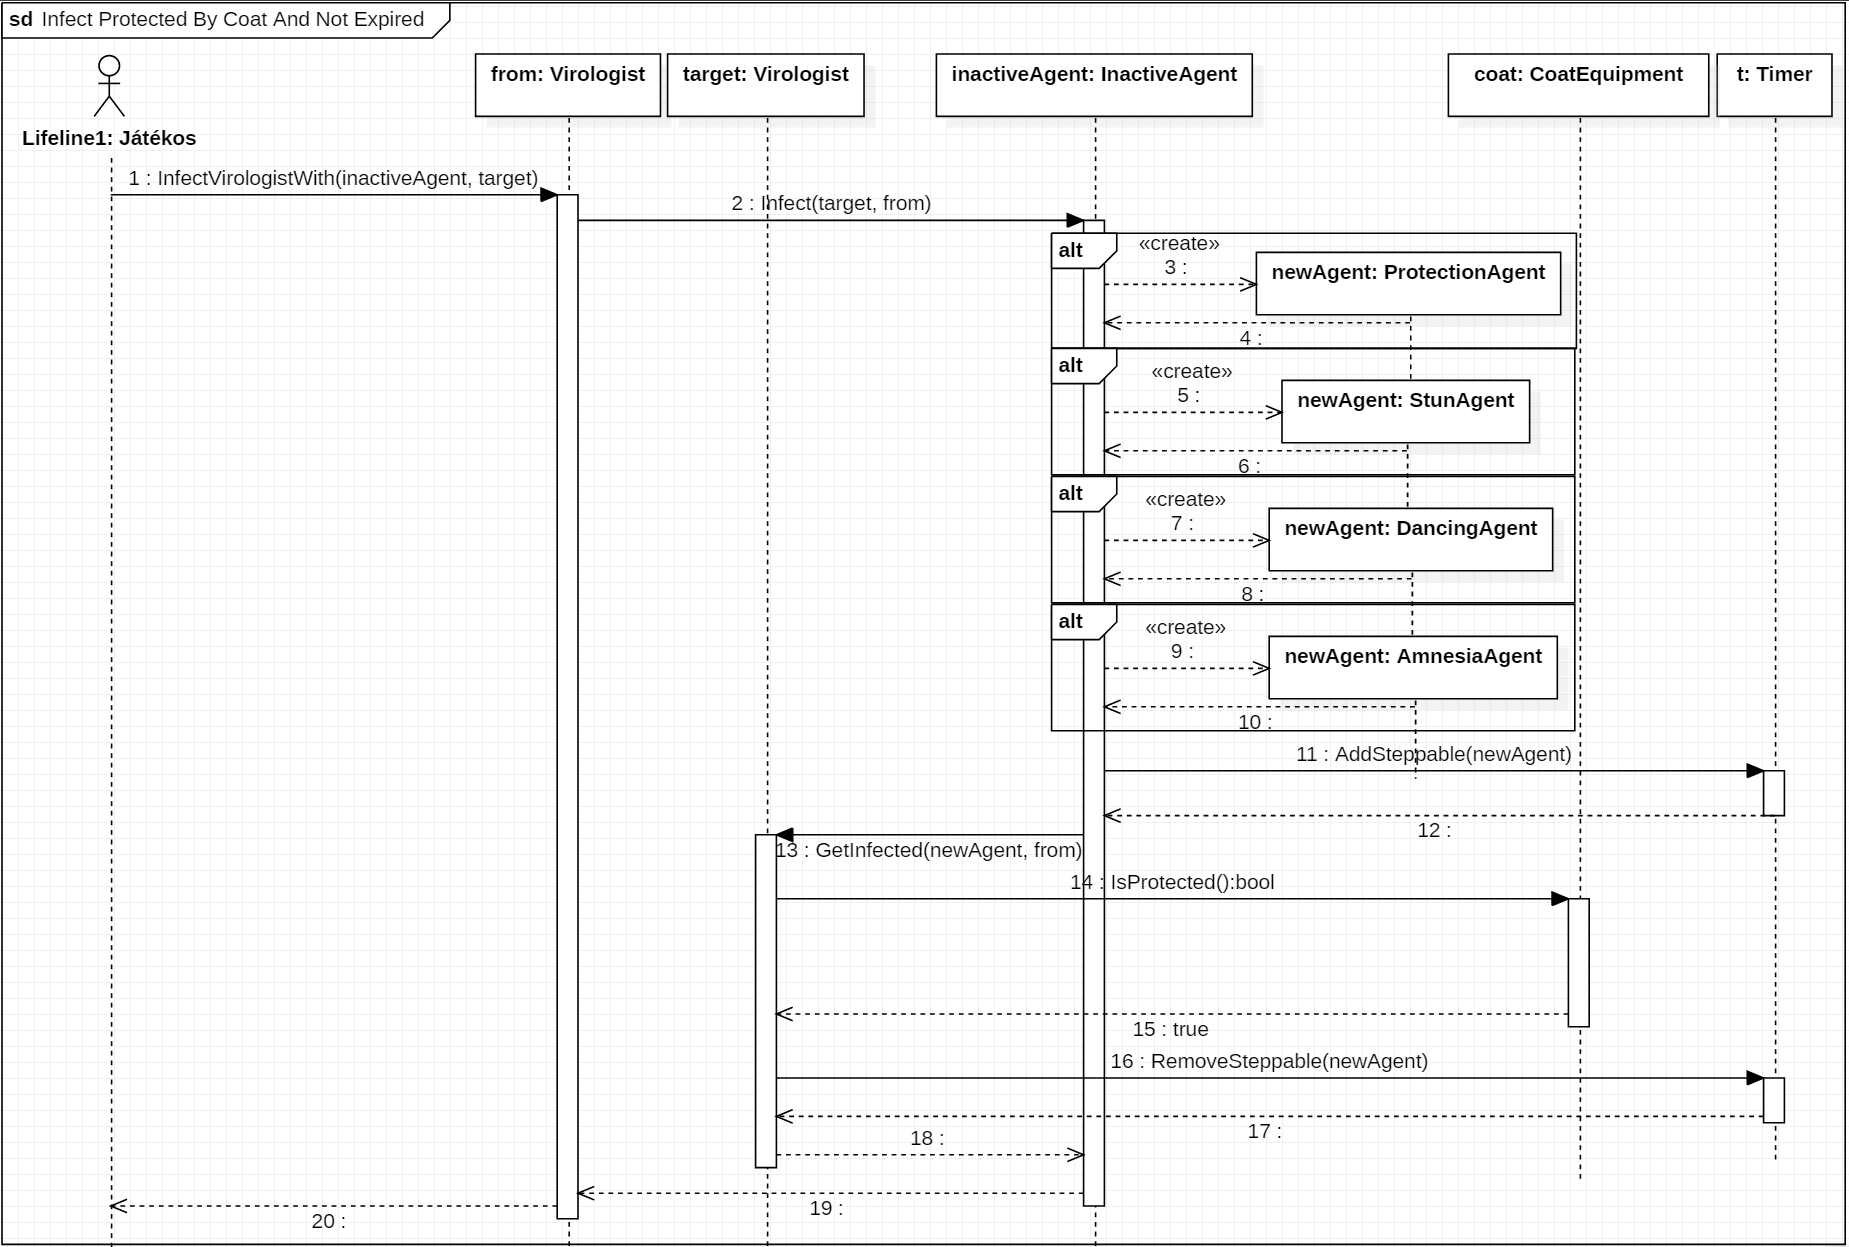 sd Infect Protected By Coat And Not Expired
Lifeline1: Játékos
from: Virologist
target: Virologist
inactiveAgent: InactiveAgent
coat: CoatEquipment
t: Timer
1 : InfectVirologistWith(inactiveAgent, target)
2 : Infect(target, from)
alt
«create»
3 :
newAgent: ProtectionAgent
4 :
alt
«create»
5 :
newAgent: StunAgent
6 :
alt
«create»
7 :
newAgent: DancingAgent
8 :
alt
«create»
9 :
newAgent: AmnesiaAgent
10 :
11 : AddSteppable(newAgent)
12 :
13 : GetInfected(newAgent, from)
14 : IsProtected():bool
15 : true
16 : RemoveSteppable(newAgent)
17 :
18 :
19 :
20 :